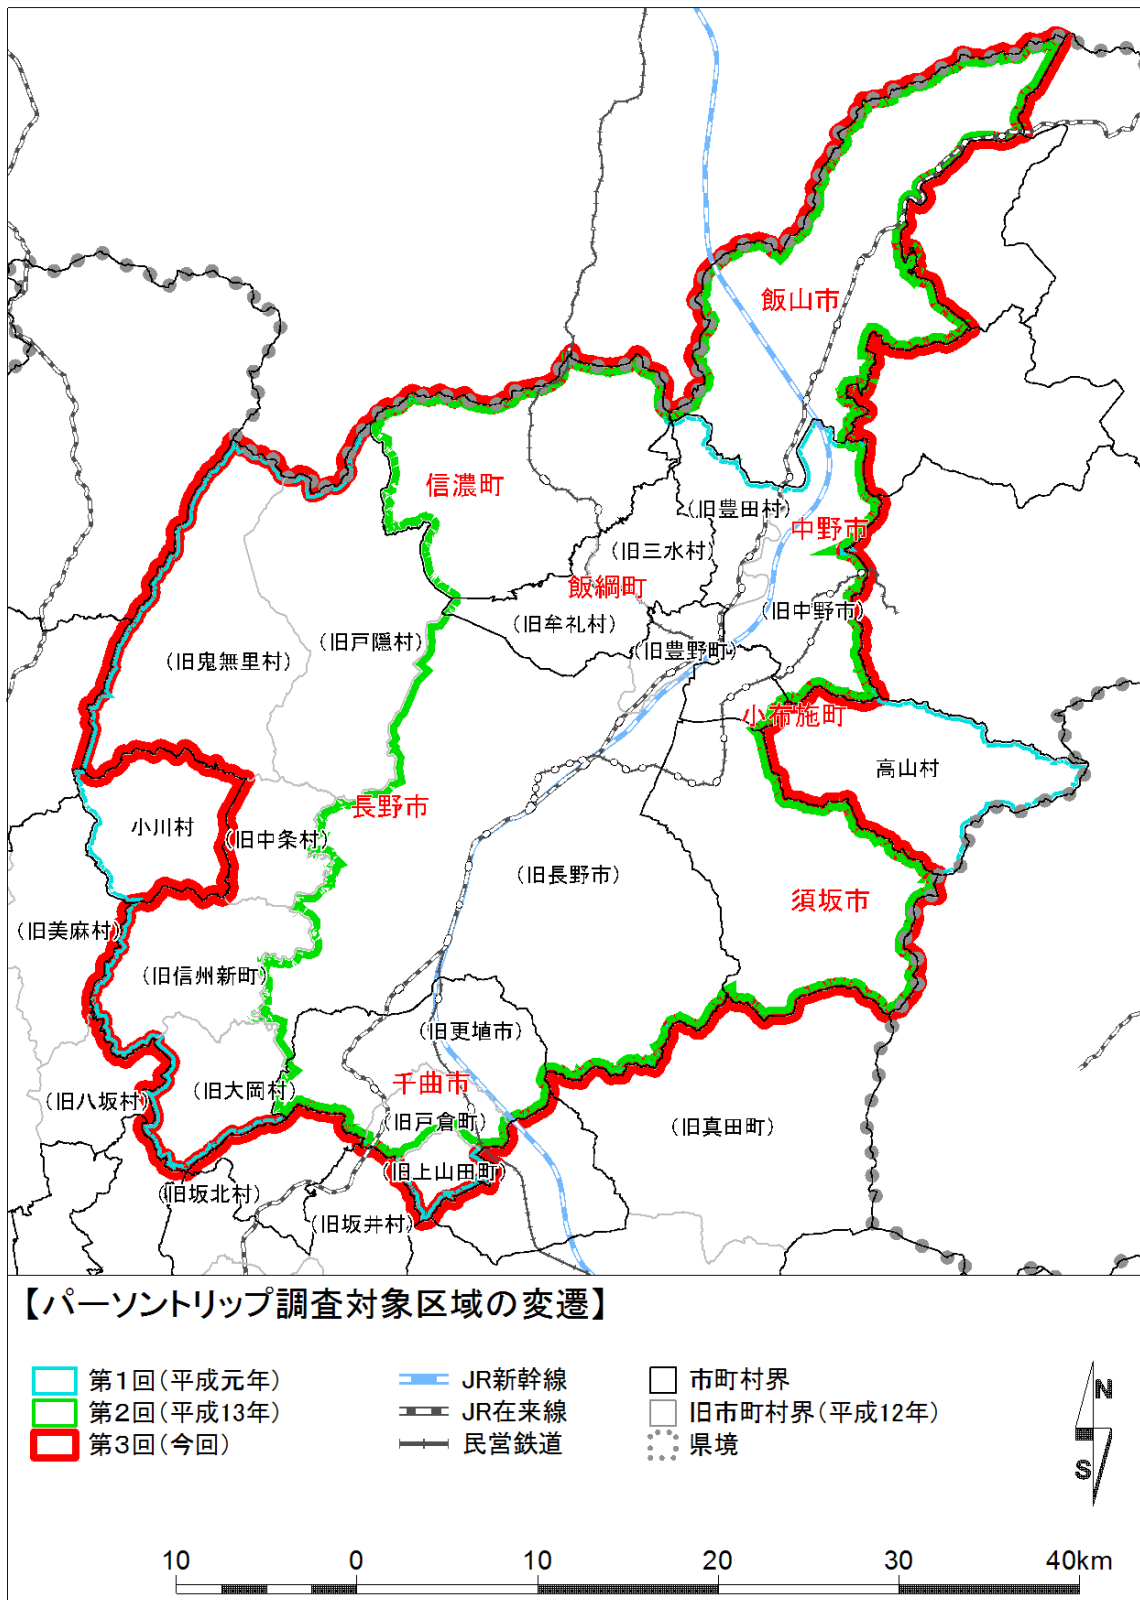 飯山市
信濃町
(旧豊田村)
中野市
(旧三水村)
飯綱町
(旧中野市)
(旧牟礼村)
(旧戸隠村)
(旧豊野町)
(旧鬼無里村)
小布施町
高山村
長野市
小川村
(旧中条村)
(旧長野市)
須坂市
(旧美麻村)
(旧信州新町)
(旧更埴市)
千曲市
(旧大岡村)
(旧八坂村)
(旧戸倉町)
(旧真田町)
(旧上山田町)
(旧坂北村)
(旧坂井村)
【パーソントリップ調査対象区域の変遷】
第1回(平成元年)
第2回(平成13年)
第3回(今回)
JR新幹線
JR在来線
民営鉄道
市町村界
旧市町村界(平成12年)
県境
N
S
10 0 10 20 30 40km